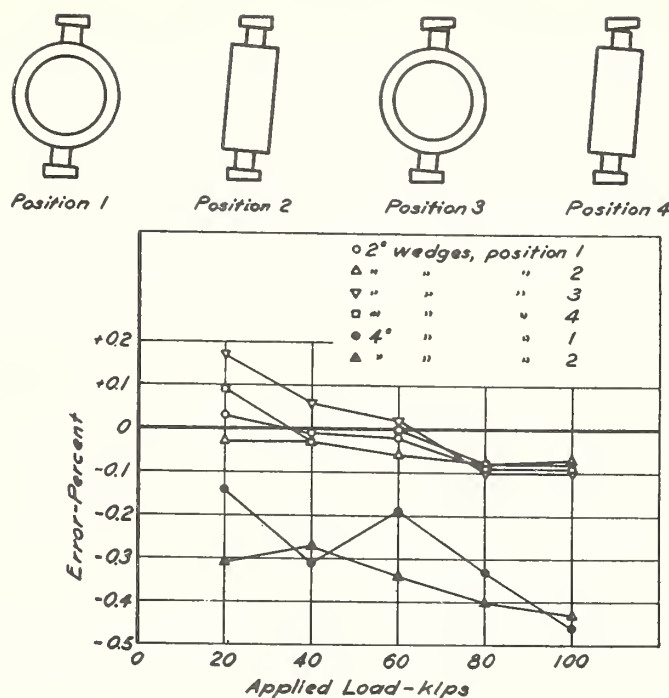 Position 1
Position 2
Position 3
Position 4
2° wedges, position 1
" " " 2
" " " 3
" " " 4
4° " " 1
" " " 2
+0.2
+0.1
0
-0.1
-0.2
-0.3
-0.4
-0.5
Error-Percent
0 20 40 60 80 100
Applied Load-kips